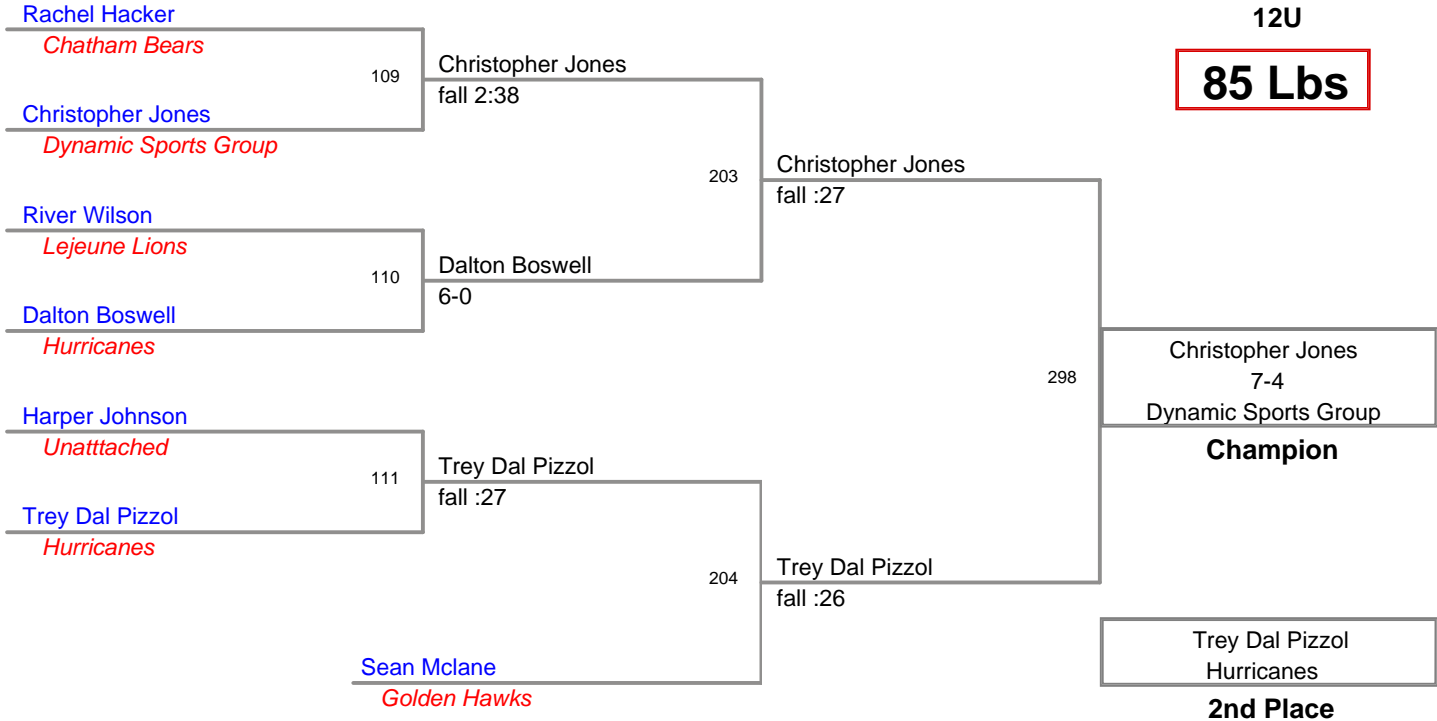 Rachel Hacker
Chatham Bears
109
Christopher Jones
Dynamic Sports Group
Christopher Jones
fall 2:38
River Wilson
Lejeune Lions
110
Dalton Boswell
Hurricanes
Dalton Boswell
6-0
203
Christopher Jones
fall :27
Harper Johnson
Unatttached
111
Trey Dal Pizzol
Hurricanes
Trey Dal Pizzol
fall :27
204
Sean Mclane
Golden Hawks
Trey Dal Pizzol
fall :26
298
12U
85 Lbs
Christopher Jones
7-4
Dynamic Sports Group
Champion
Trey Dal Pizzol
Hurricanes
2nd Place